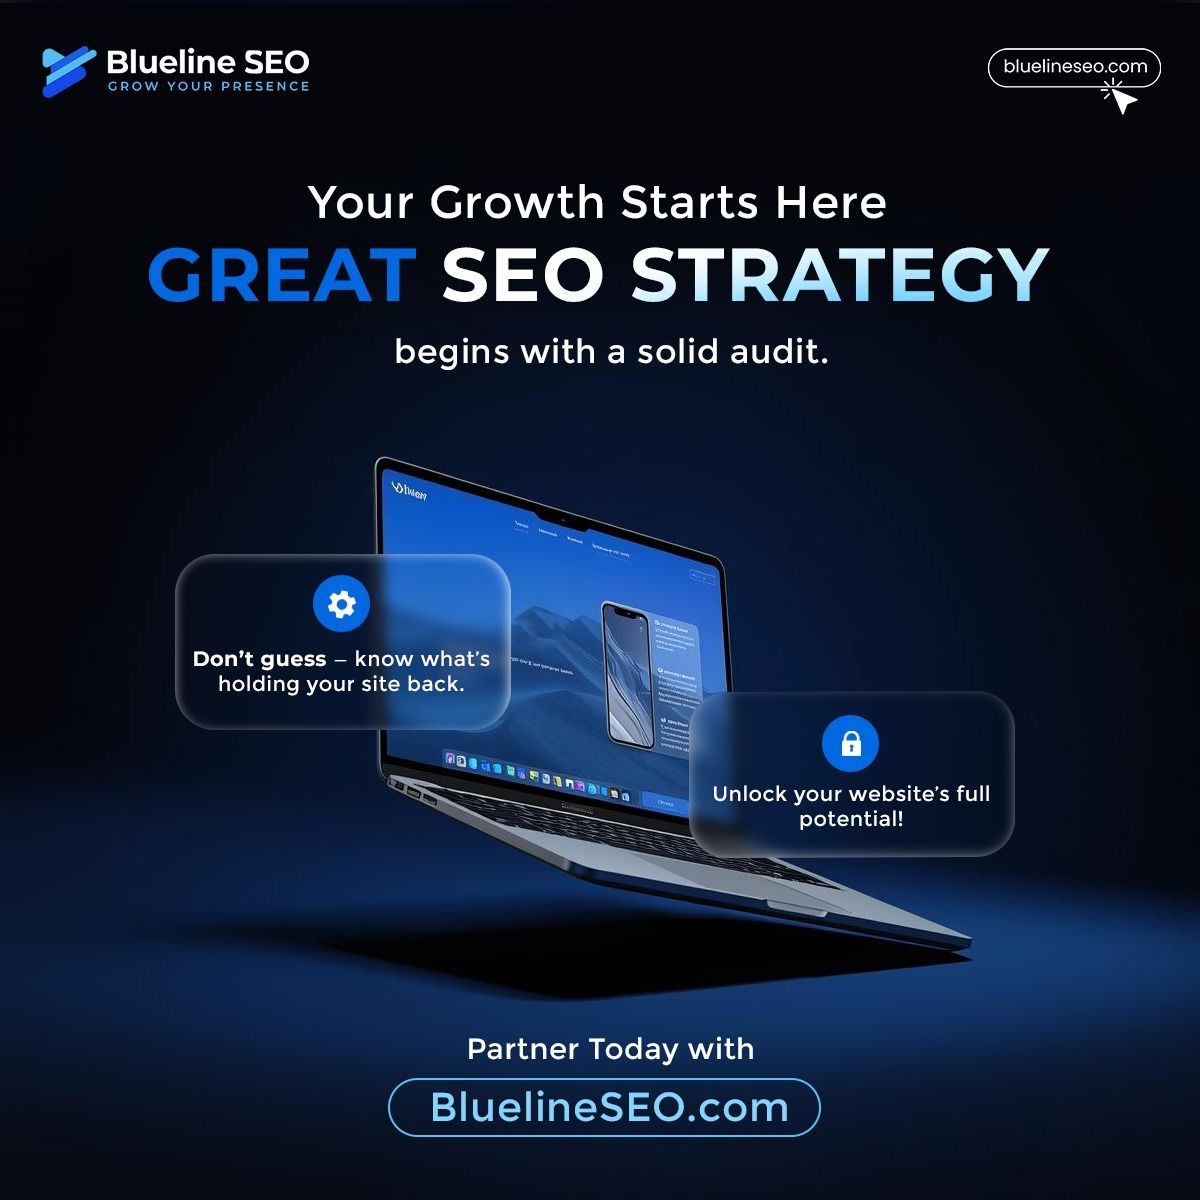 Blueline SEO
GROW YOUR PRESENCE
bluelineseo.com
Your Growth Starts Here
GREAT SEO STRATEGY
begins with a solid audit.
Don't guess – know what's
holding your site back.
Unlock your website's full
potential!
Partner Today with
BluelineSEO.com